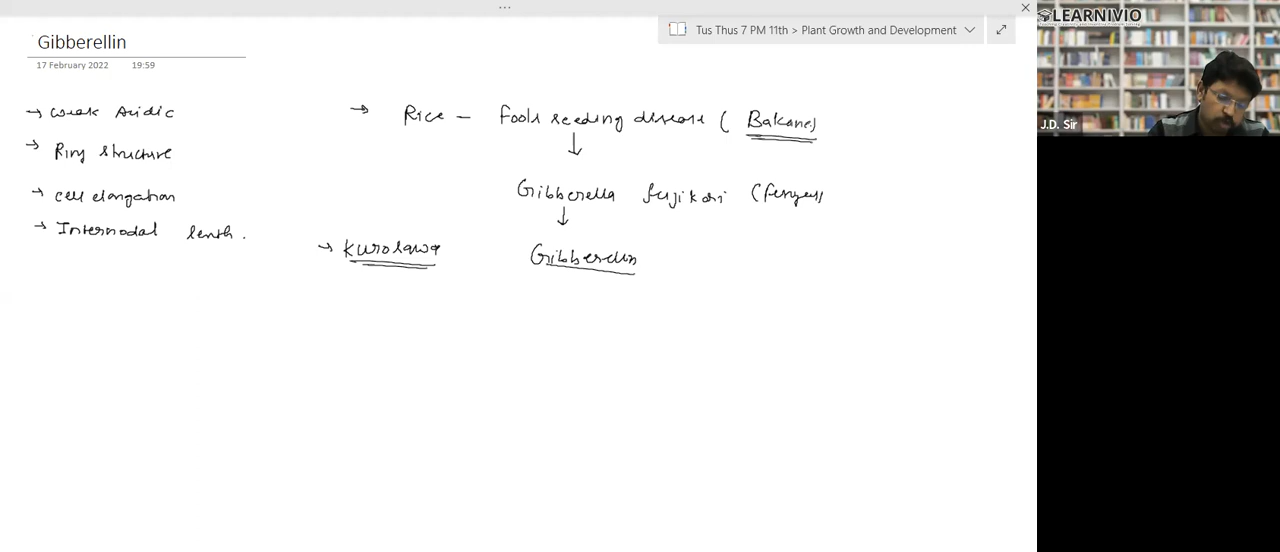 ...
LEARNIVIO
Tus Thus 7 PM 11th > Plant Growth and Development
Gibberellin
17 February 2022 19:59
J.D. Sir
→ weak Acidic
→ Ring structure
→ cell elongation
→ Internodal lenth.
→ Rice - Foolr seeding disease ( Bakane)
↓
Gibberella fujikori (fungus)
↓
→ Kurosawa
Gibberellin